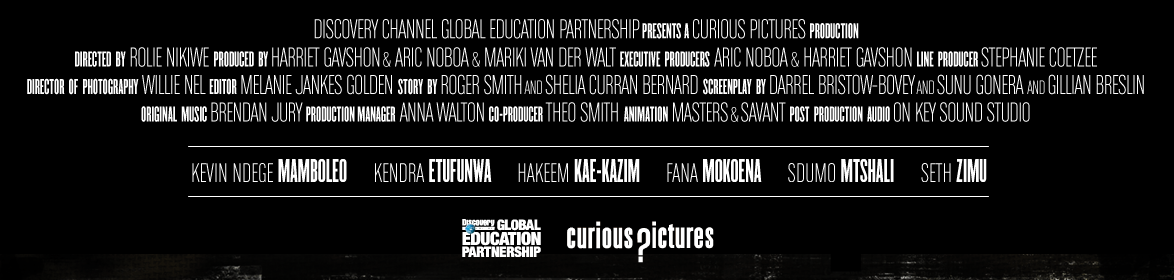 DISCOVERY CHANNEL GLOBAL EDUCATION PARTNERSHIP PRESENTS A CURIOUS PICTURES PRODUCTION
DIRECTED BY ROLIE NIKIWE PRODUCED BY HARRIET GAVSHON & ARIC NOBOA & MARIKI VAN DER WALT EXECUTIVE PRODUCERS ARIC NOBOA & HARRIET GAVSHON LINE PRODUCER STEPHANIE COETZEE
DIRECTOR OF PHOTOGRAPHY WILLIE NEL EDITOR MELANIE JANKES GOLDEN STORY BY ROGER SMITH AND SHELIA CURRAN BERNARD SCREENPLAY BY DARREL BRISTOW-BOVEY AND SUNU GONERA AND GILLIAN BRESLIN
ORIGINAL MUSIC BRENDAN JURY PRODUCTION MANAGER ANNA WALTON CO-PRODUCER THEO SMITH ANIMATION MASTERS & SAVANT POST PRODUCTION AUDIO ON KEY SOUND STUDIO
KEVIN NDEGE MAMBOLEO KENDRA ETUFUNWA HAKEEM KAE-KAZIM FANA MOKOENA SDUMO MTSHALI SETH ZIMU
Discovery GLOBAL
EDUCATION
PARTNERSHIP
curious ?ictures